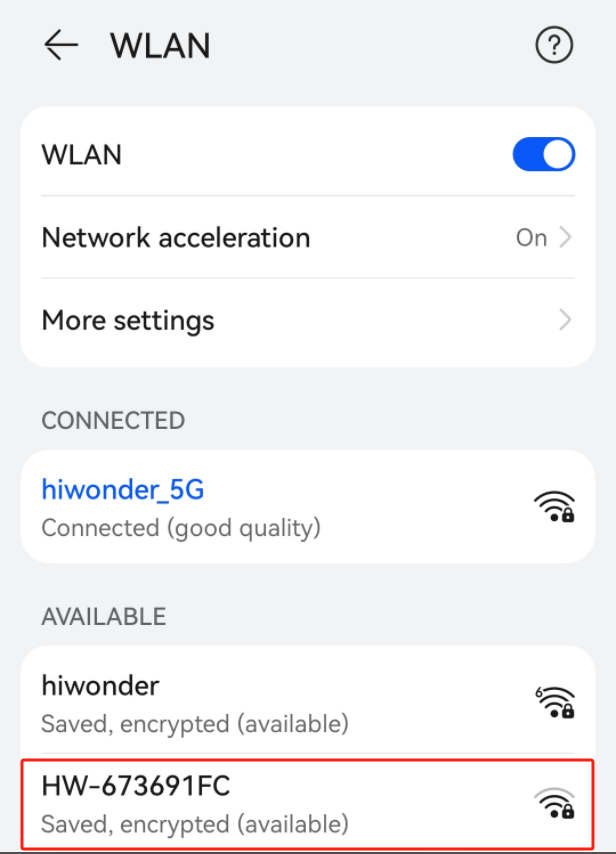 WLAN
?
WLAN
Network acceleration On
More settings
CONNECTED
hiwonder_5G
Connected (good quality)
AVAILABLE
hiwonder
6
Saved, encrypted (available)
HW-673691FC
Saved, encrypted (available)